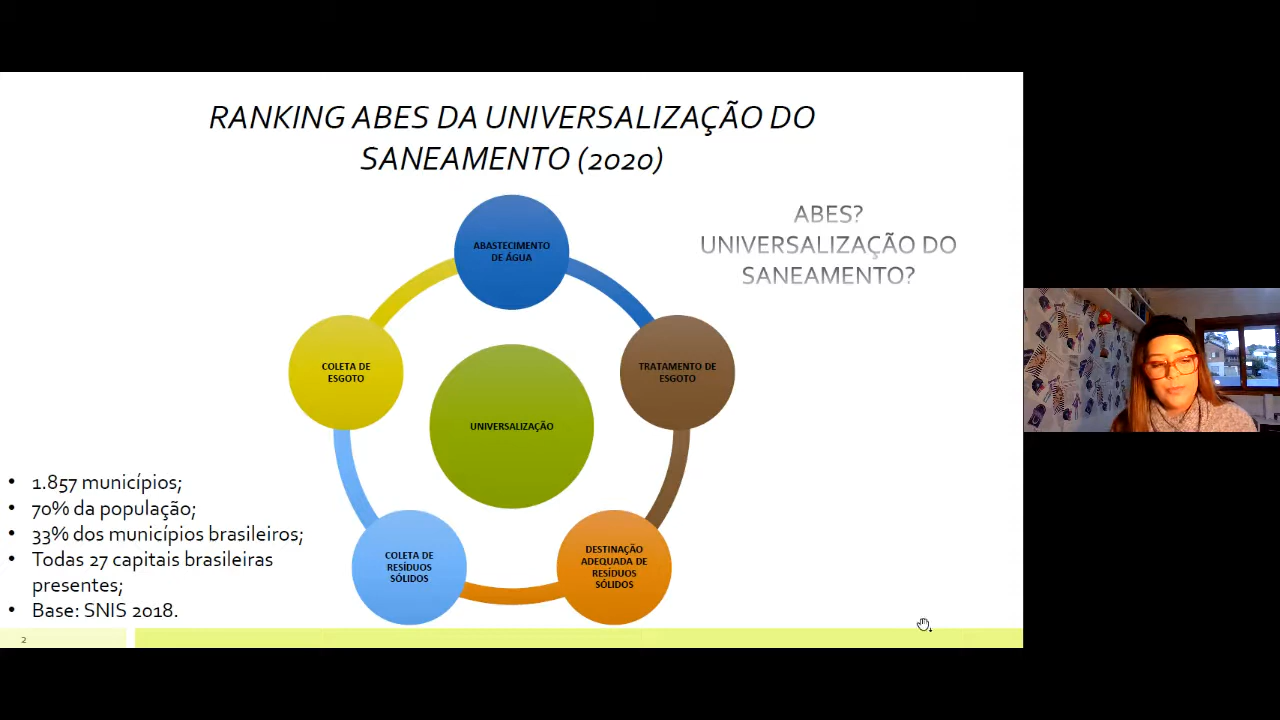 RANKING ABES DA UNIVERSALIZAÇÃO DO
SANEAMENTO (2020)
ABES?
UNIVERSALIZAÇÃO DO
SANEAMENTO?
ABASTECIMENTO
DE ÁGUA
COLETA DE
ESGOTO
TRATAMENTO DE
ESGOTO
UNIVERSALIZAÇÃO
COLETA DE
RESÍDUOS
SÓLIDOS
DESTINAÇÃO
ADEQUADA DE
RESÍDUOS
SÓLIDOS
• 1.857 municípios;
• 70% da população;
• 33% dos municípios brasileiros;
• Todas 27 capitais brasileiras
presentes;
• Base: SNIS 2018.
2